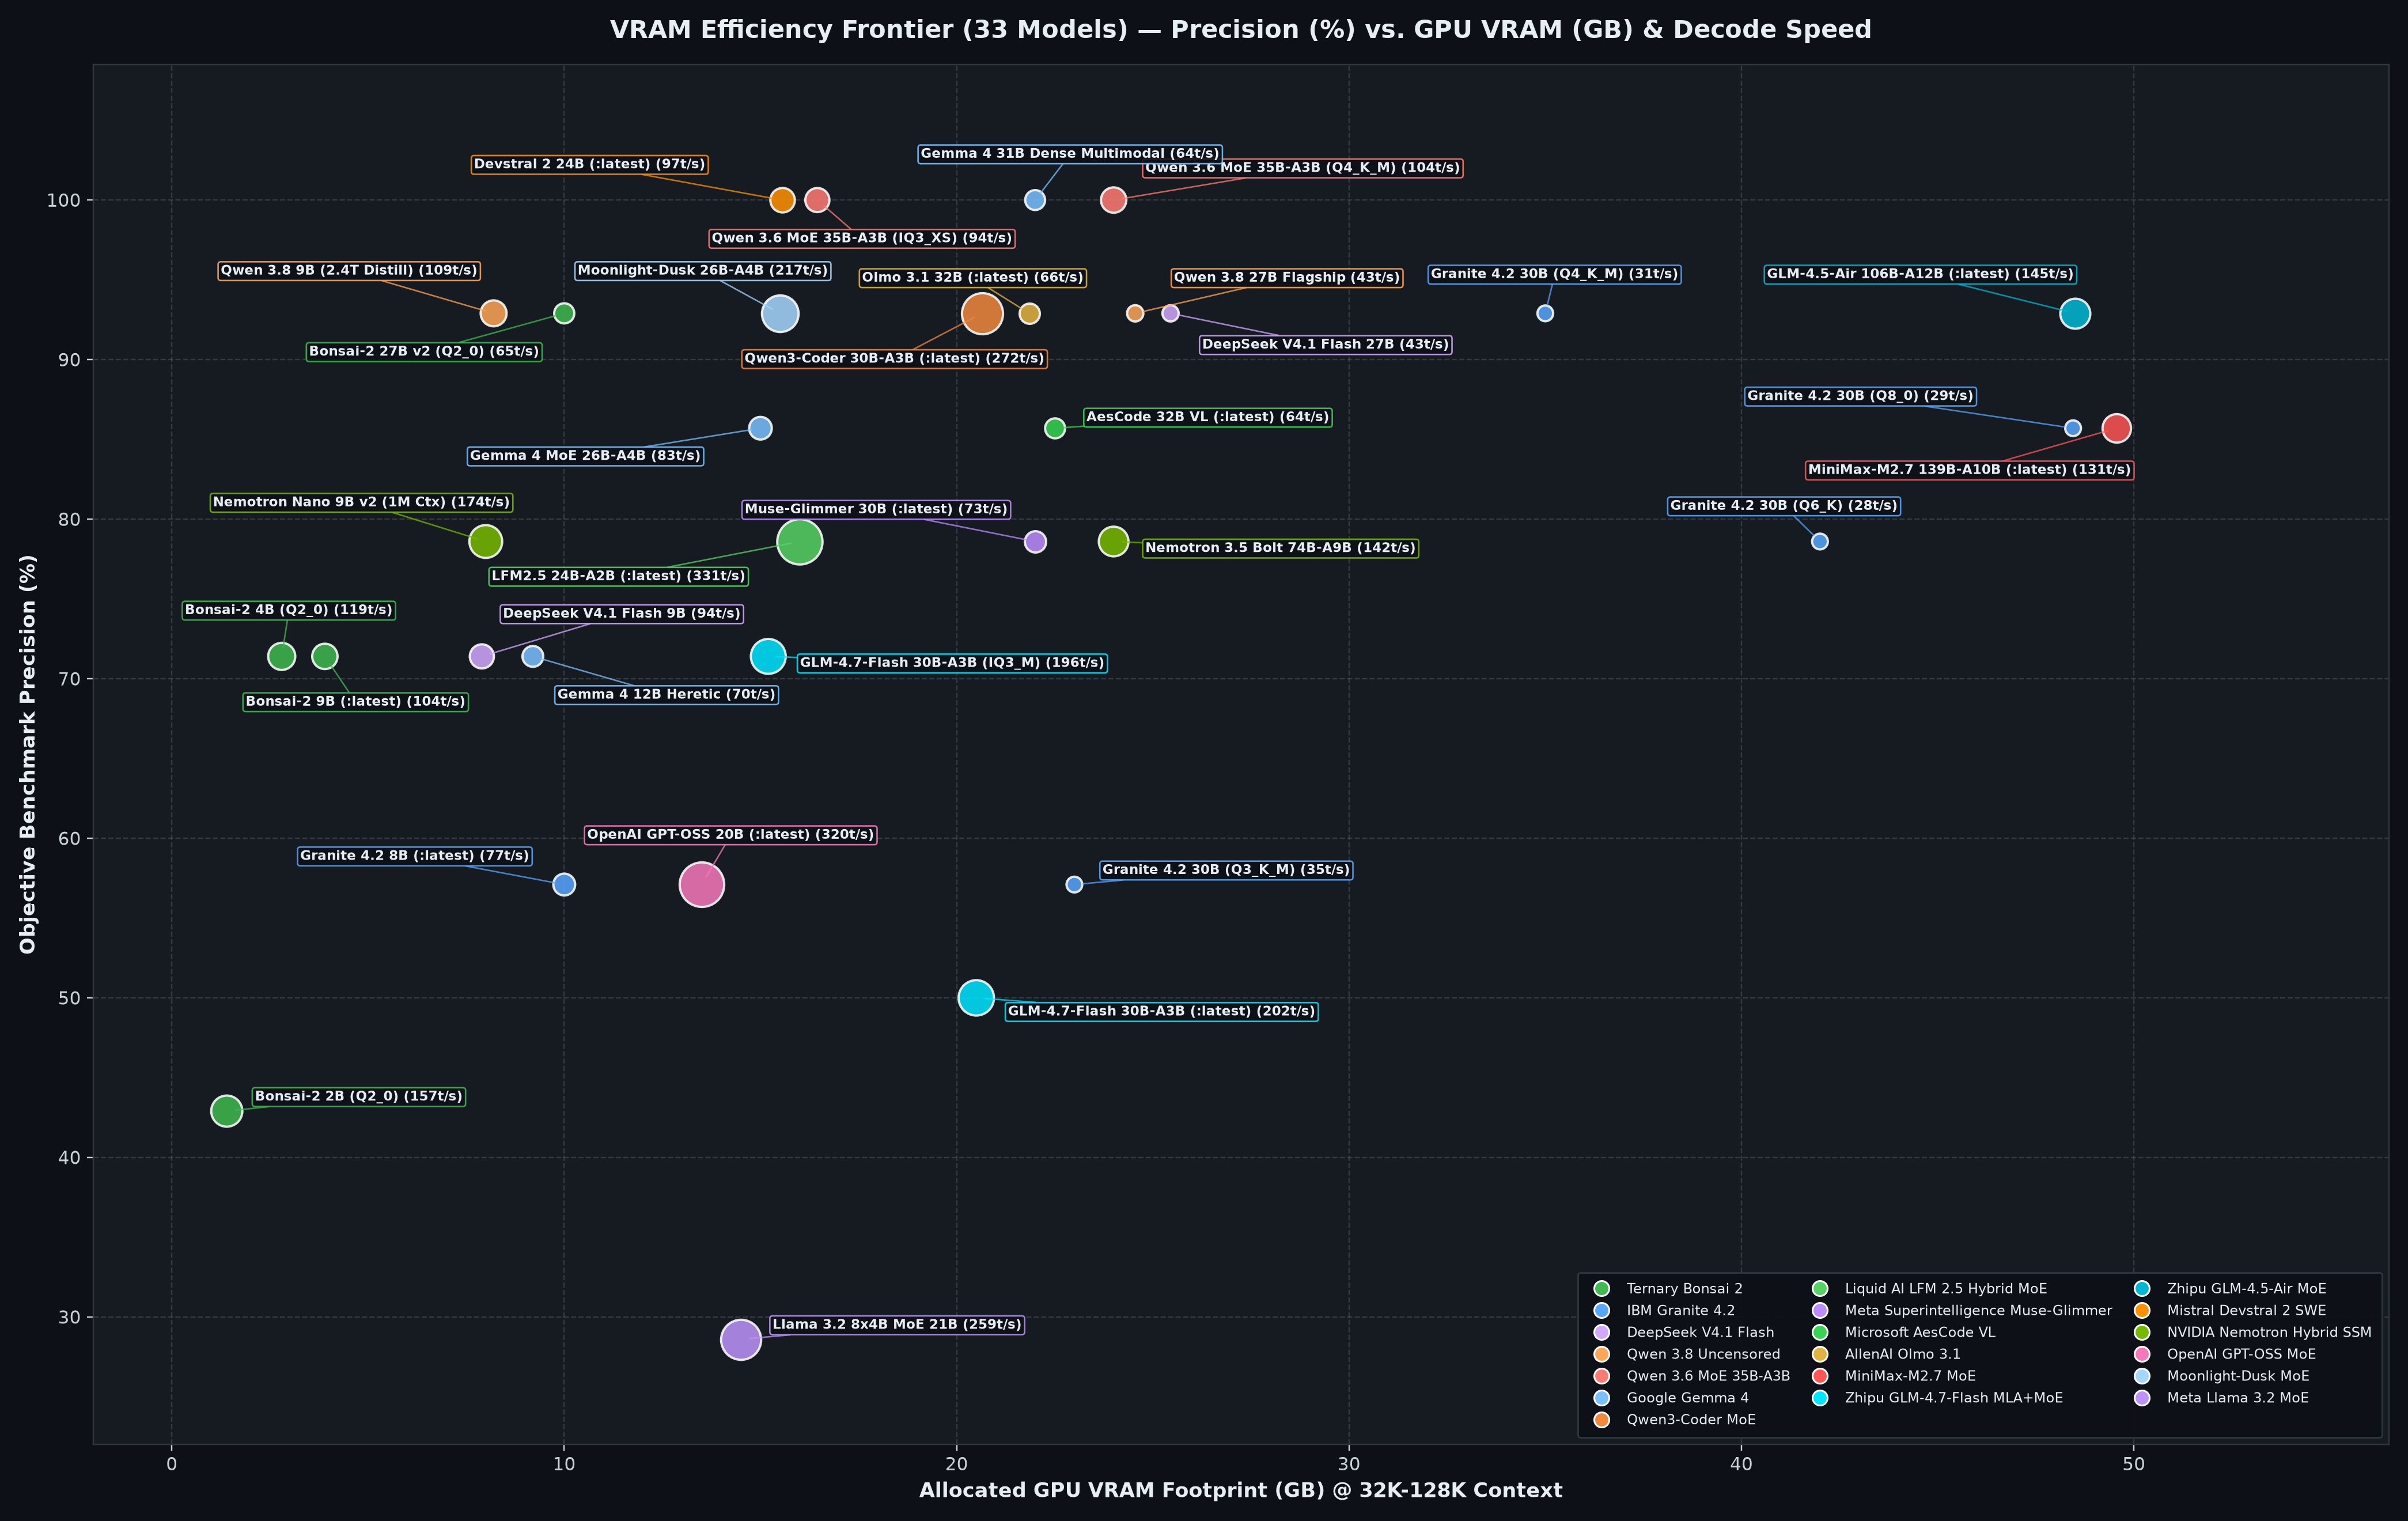 VRAM Efficiency Frontier (33 Models) — Precision (%) vs. GPU VRAM (GB) & Decode Speed
Objective Benchmark Precision (%)
100
90
80
70
60
50
40
30
Gemma 4 31B Dense Multimodal (64t/s)
Devstral 2 24B (:latest) (97t/s)
Qwen 3.6 MoE 35B-A3B (Q4_K_M) (104t/s)
Qwen 3.6 MoE 35B-A3B (IQ3_XS) (94t/s)
Qwen 3.8 9B (2.4T Distill) (109t/s)
Moonlight-Dusk 26B-A4B (217t/s)
Olmo 3.1 32B (:latest) (66t/s)
Qwen 3.8 27B Flagship (43t/s)
Granite 4.2 30B (Q4_K_M) (31t/s)
GLM-4.5-Air 106B-A12B (:latest) (145t/s)
Bonsai-2 27B v2 (Q2_0) (65t/s)
Qwen3-Coder 30B-A3B (:latest) (272t/s)
DeepSeek V4.1 Flash 27B (43t/s)
Granite 4.2 30B (Q8_0) (29t/s)
AesCode 32B VL (:latest) (64t/s)
Gemma 4 MoE 26B-A4B (83t/s)
MiniMax-M2.7 139B-A10B (:latest) (131t/s)
Nemotron Nano 9B v2 (1M Ctx) (174t/s)
Muse-Glimmer 30B (:latest) (73t/s)
Granite 4.2 30B (Q6_K) (28t/s)
Nemotron 3.5 Bolt 74B-A9B (142t/s)
LFM2.5 24B-A2B (:latest) (331t/s)
Bonsai-2 4B (Q2_0) (119t/s)
DeepSeek V4.1 Flash 9B (94t/s)
GLM-4.7-Flash 30B-A3B (IQ3_M) (196t/s)
Bonsai-2 9B (:latest) (104t/s)
Gemma 4 12B Heretic (70t/s)
OpenAI GPT-OSS 20B (:latest) (320t/s)
Granite 4.2 8B (:latest) (77t/s)
Granite 4.2 30B (Q3_K_M) (35t/s)
GLM-4.7-Flash 30B-A3B (:latest) (202t/s)
Bonsai-2 2B (Q2_0) (157t/s)
Llama 3.2 8x4B MoE 21B (259t/s)
Ternary Bonsai 2
IBM Granite 4.2
DeepSeek V4.1 Flash
Qwen 3.8 Uncensored
Qwen 3.6 MoE 35B-A3B
Google Gemma 4
Qwen3-Coder MoE
Liquid AI LFM 2.5 Hybrid MoE
Meta Superintelligence Muse-Glimmer
Microsoft AesCode VL
AllenAI Olmo 3.1
MiniMax-M2.7 MoE
Zhipu GLM-4.7-Flash MLA+MoE
Zhipu GLM-4.5-Air MoE
Mistral Devstral 2 SWE
NVIDIA Nemotron Hybrid SSM
OpenAI GPT-OSS MoE
Moonlight-Dusk MoE
Meta Llama 3.2 MoE
0
10
20
30
40
50
Allocated GPU VRAM Footprint (GB) @ 32K-128K Context